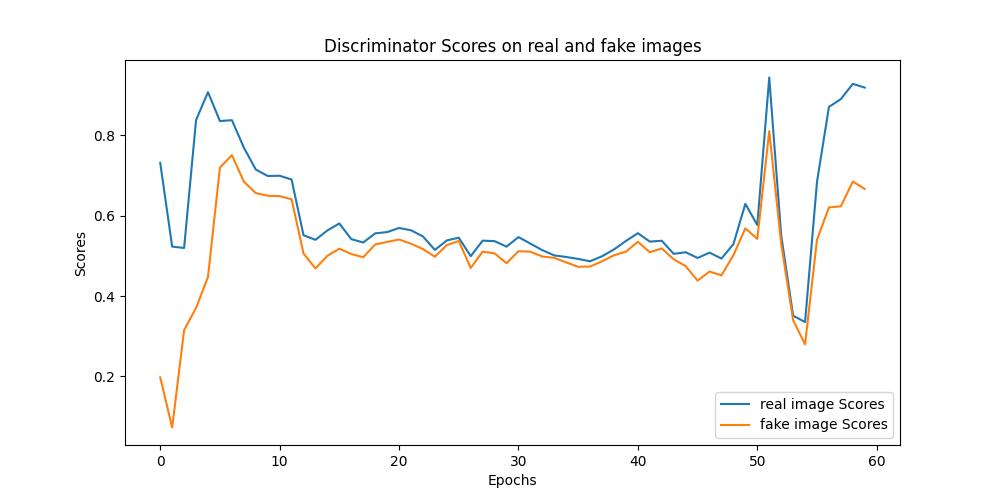 Discriminator Scores on real and fake images
Scores
0.8
0.6
0.4
0.2
0 10 20 30 40 50 60
Epochs
real image Scores
fake image Scores